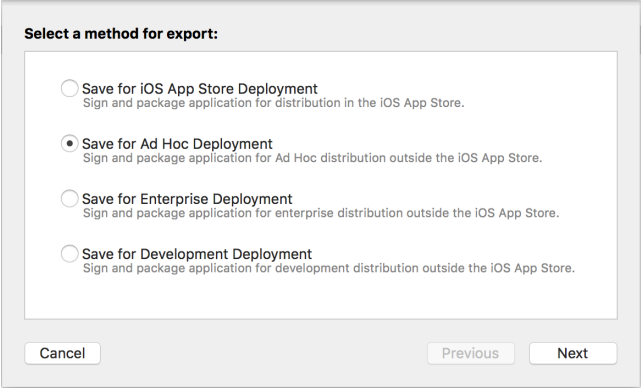 Select a method for export:
Save for iOS App Store Deployment
Sign and package application for distribution in the iOS App Store.
Save for Ad Hoc Deployment
Sign and package application for Ad Hoc distribution outside the iOS App Store.
Save for Enterprise Deployment
Sign and package application for enterprise distribution outside the iOS App Store.
Save for Development Deployment
Sign and package application for development distribution outside the iOS App Store.
Cancel Previous Next